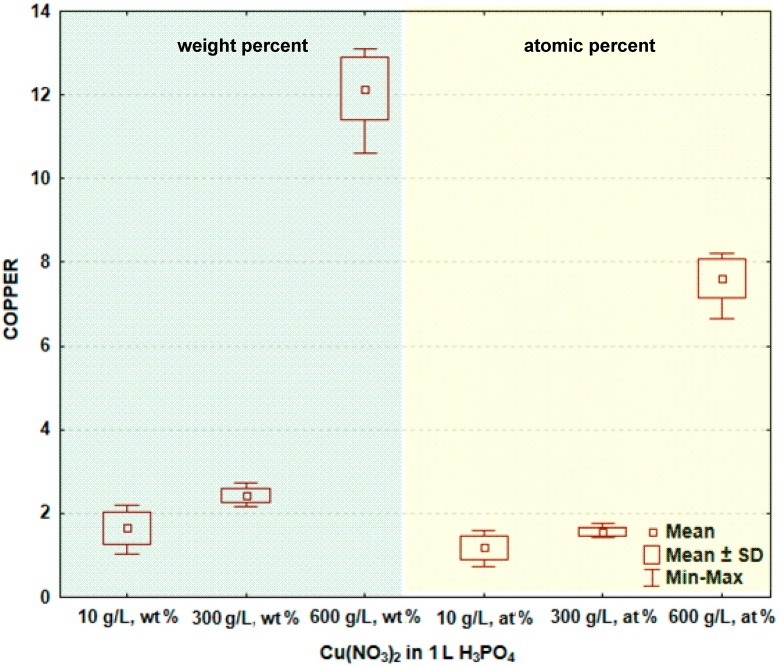 weight percent
atomic percent
14
12
10
8
6
4
2
0
COPPER
Mean
Mean ± SD
Min-Max
10 g/L, wt%
300 g/L, wt%
600 g/L, wt%
10 g/L, at%
300 g/L, at%
600 g/L, at%
Cu(NO₃)₂ in 1 L H₃PO₄